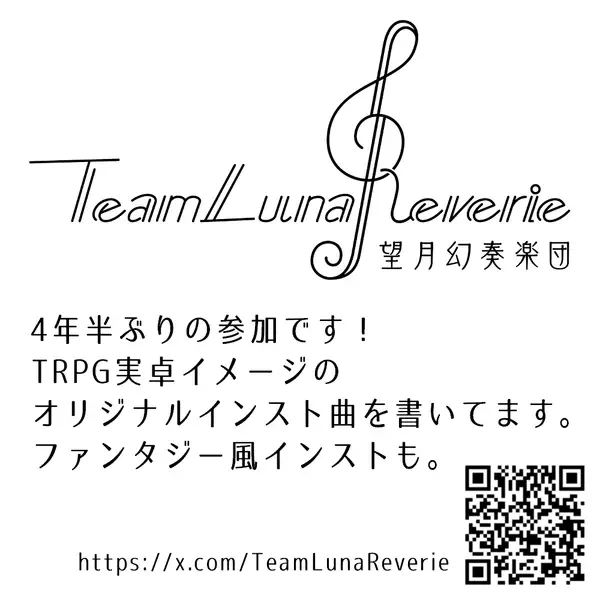 Team Luna Reverie
望月幻奏楽団
4年半ぶりの参加です！
TRPG実卓イメージの
オリジナルインスト曲を書いてます。
ファンタジー風インストも。
https://x.com/TeamLunaReverie